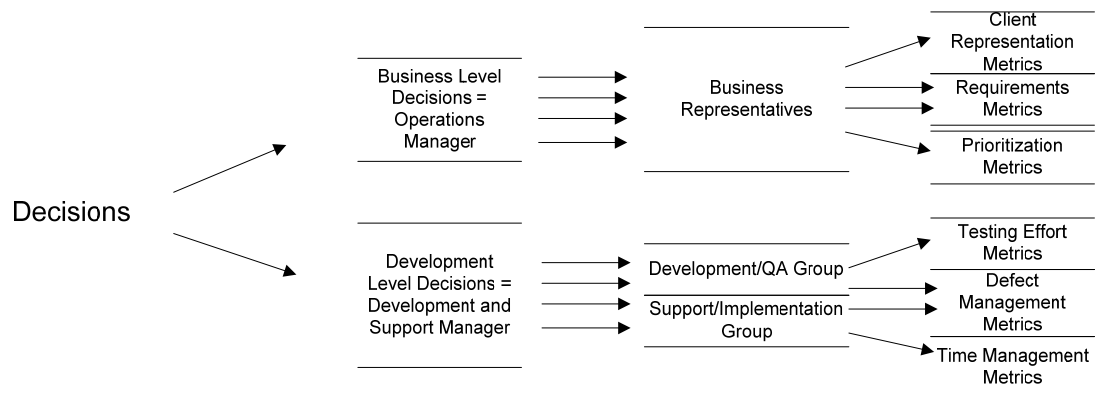 Decisions
Business Level
Decisions =
Operations
Manager
Business
Representatives
Client
Representation
Metrics
Requirements
Metrics
Prioritization
Metrics
Development
Level Decisions =
Development and
Support Manager
Development/QA Group
Support/Implementation
Group
Testing Effort
Metrics
Defect
Management
Metrics
Time Management
Metrics